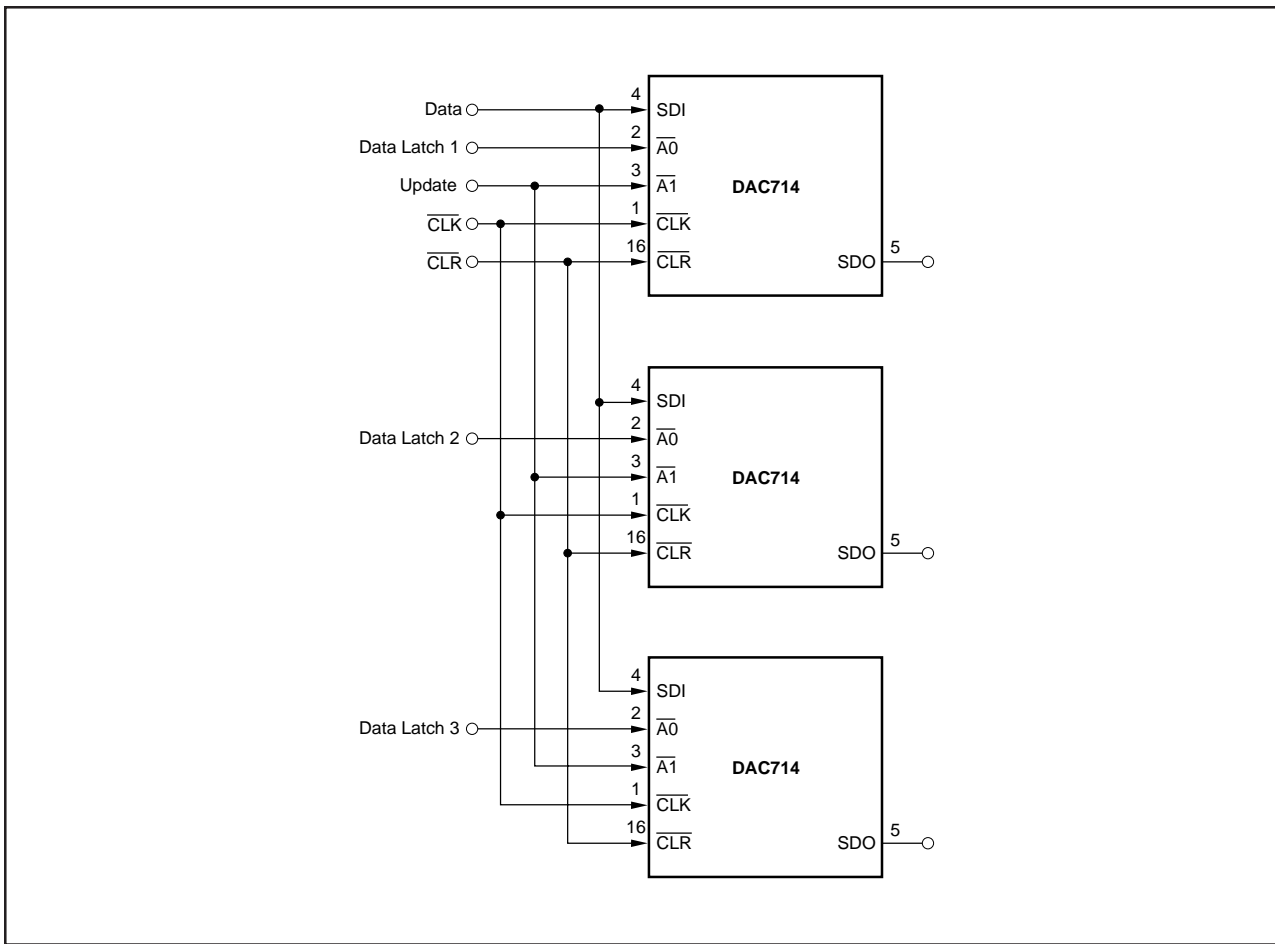 Data
4
SDI
Data Latch 1
2
A0
Update
3
A1
DAC714
CLK
1
CLK
CLR
16
CLR
SDO
5
4
SDI
Data Latch 2
2
A0
3
A1
DAC714
1
CLK
16
CLR
SDO
5
4
SDI
Data Latch 3
2
A0
3
A1
DAC714
1
CLK
16
CLR
SDO
5